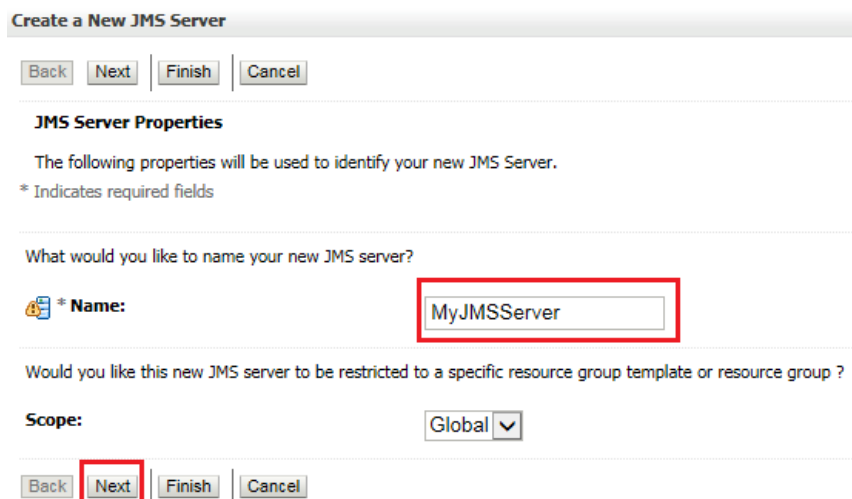 Create a New JMS Server
Back Next Finish Cancel
JMS Server Properties
The following properties will be used to identify your new JMS Server.
* Indicates required fields
What would you like to name your new JMS server?
* Name: MyJMSServer
Would you like this new JMS server to be restricted to a specific resource group template or resource group ?
Scope: Global
Back Next Finish Cancel